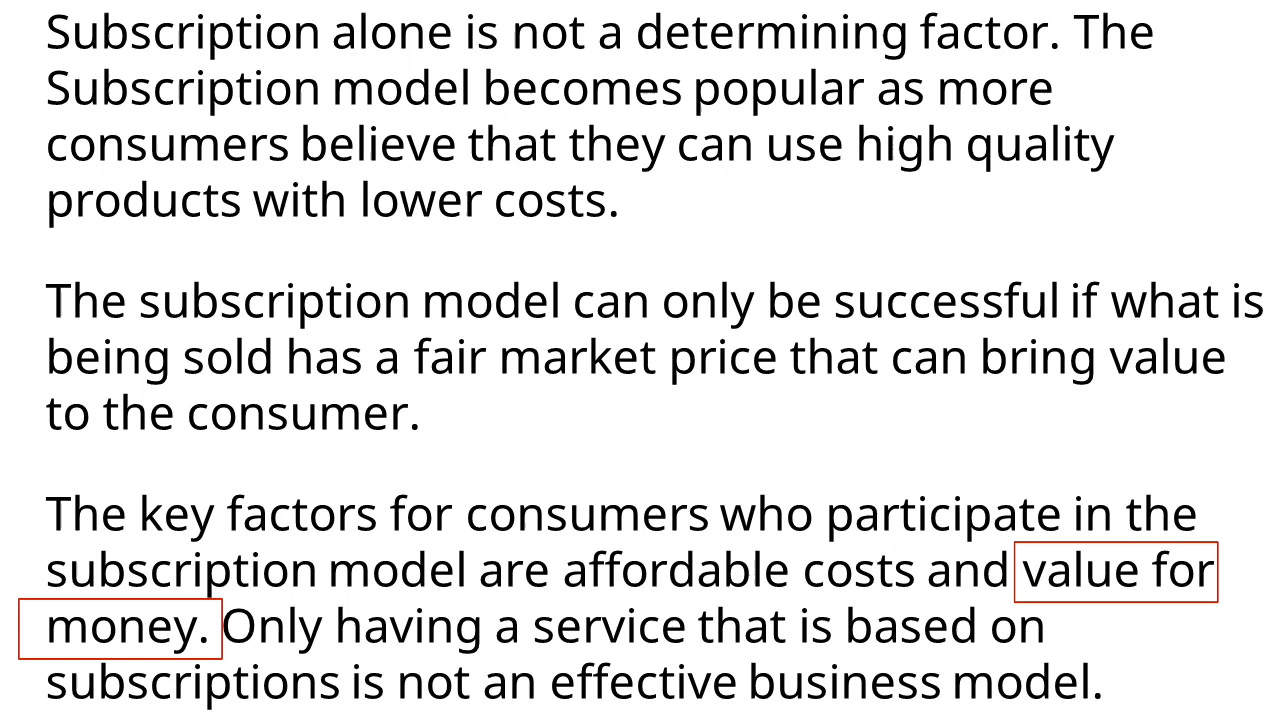 Subscription alone is not a determining factor. The
Subscription model becomes popular as more
consumers believe that they can use high quality
products with lower costs.
The subscription model can only be successful if what is
being sold has a fair market price that can bring value
to the consumer.
The key factors for consumers who participate in the
subscription model are affordable costs and value for
money. Only having a service that is based on
subscriptions is not an effective business model.